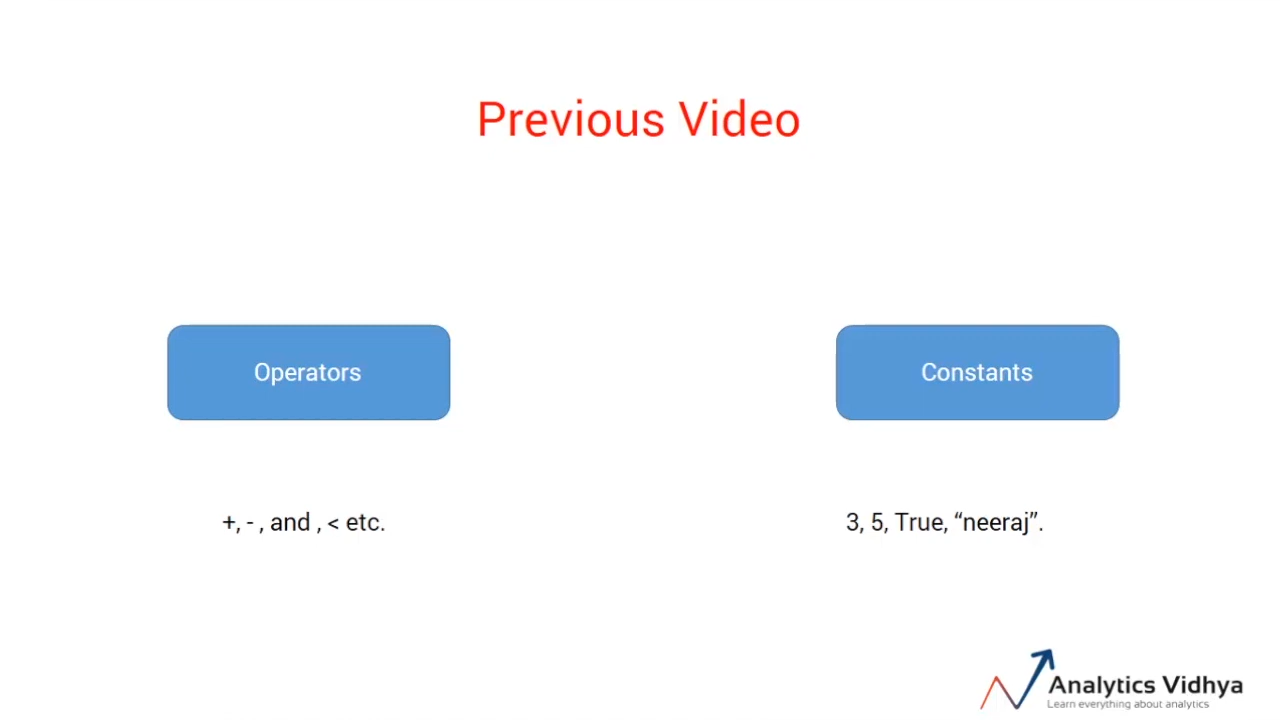 Previous Video
Operators
Constants
+, - , and , < etc.
3, 5, True, “neeraj”.
Analytics Vidhya
Learn everything about analytics